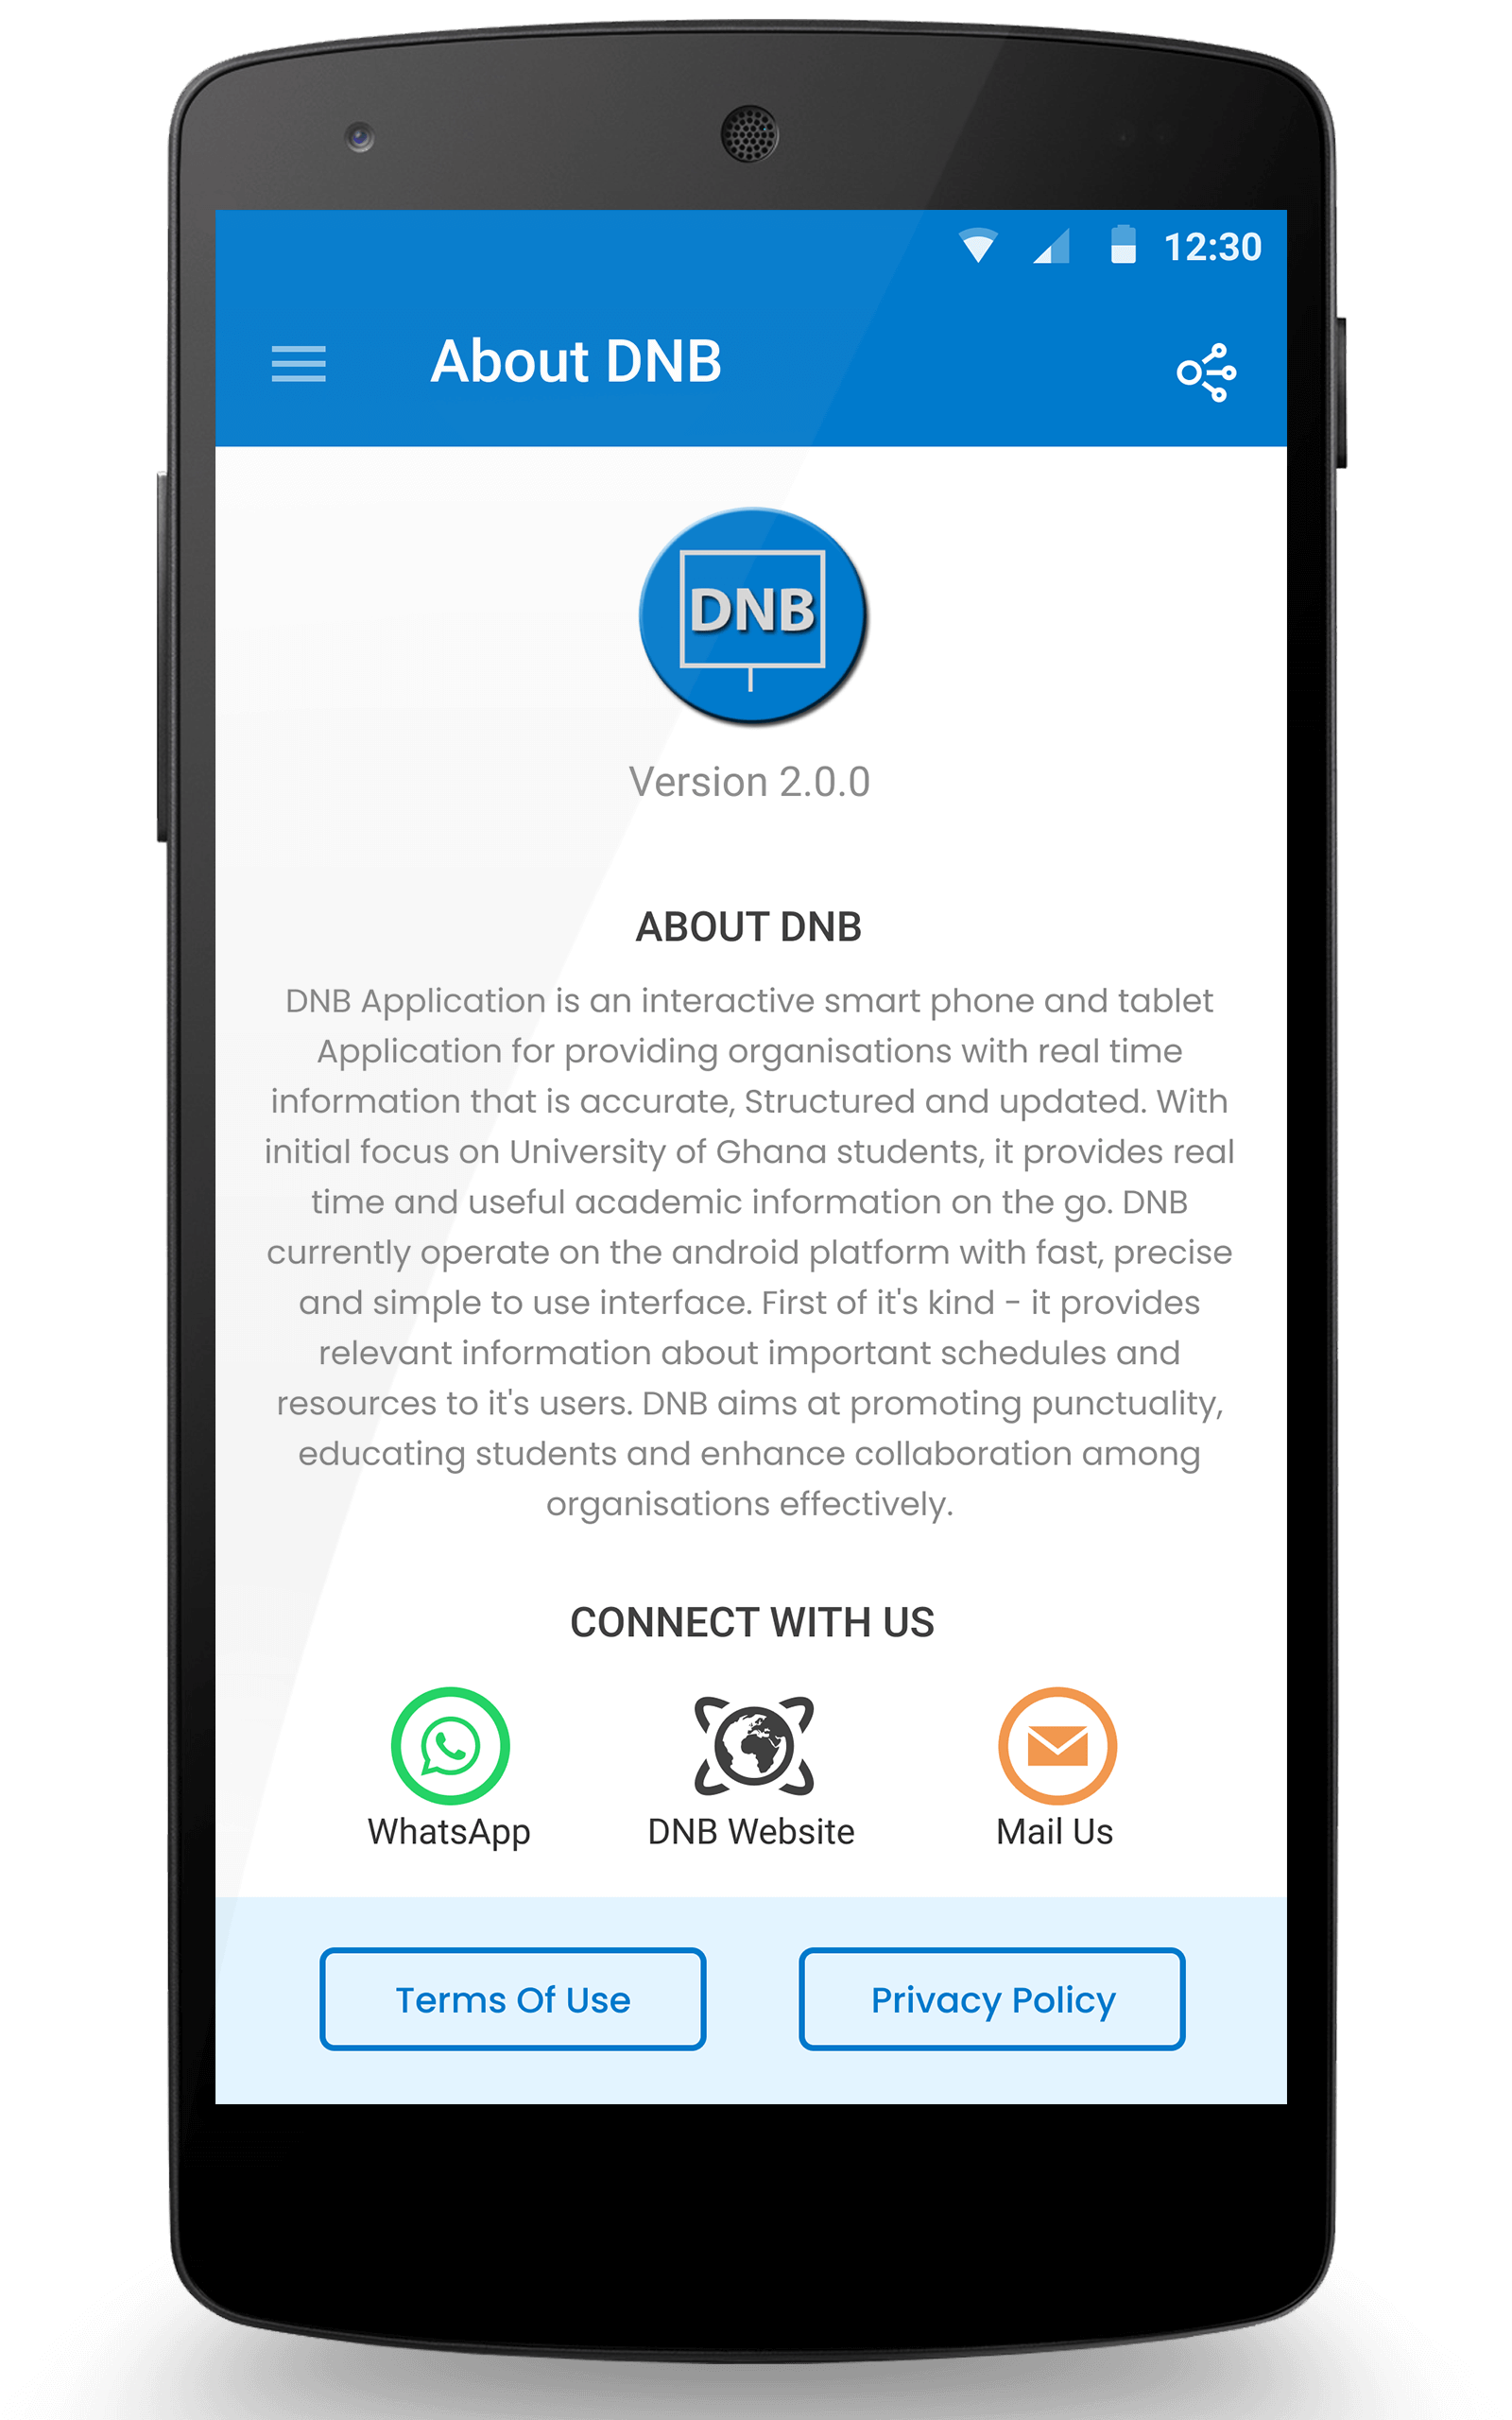 12:30
About DNB
DNB
Version 2.0.0
ABOUT DNB
DNB Application is an interactive smart phone and tablet
Application for providing organisations with real time
information that is accurate, Structured and updated. With
initial focus on University of Ghana students, it provides real
time and useful academic information on the go. DNB
currently operate on the android platform with fast, precise
and simple to use interface. First of it's kind - it provides
relevant information about important schedules and
resources to it's users. DNB aims at promoting punctuality,
educating students and enhance collaboration among
organisations effectively.
CONNECT WITH US
WhatsApp DNB Website Mail Us
Terms Of Use Privacy Policy